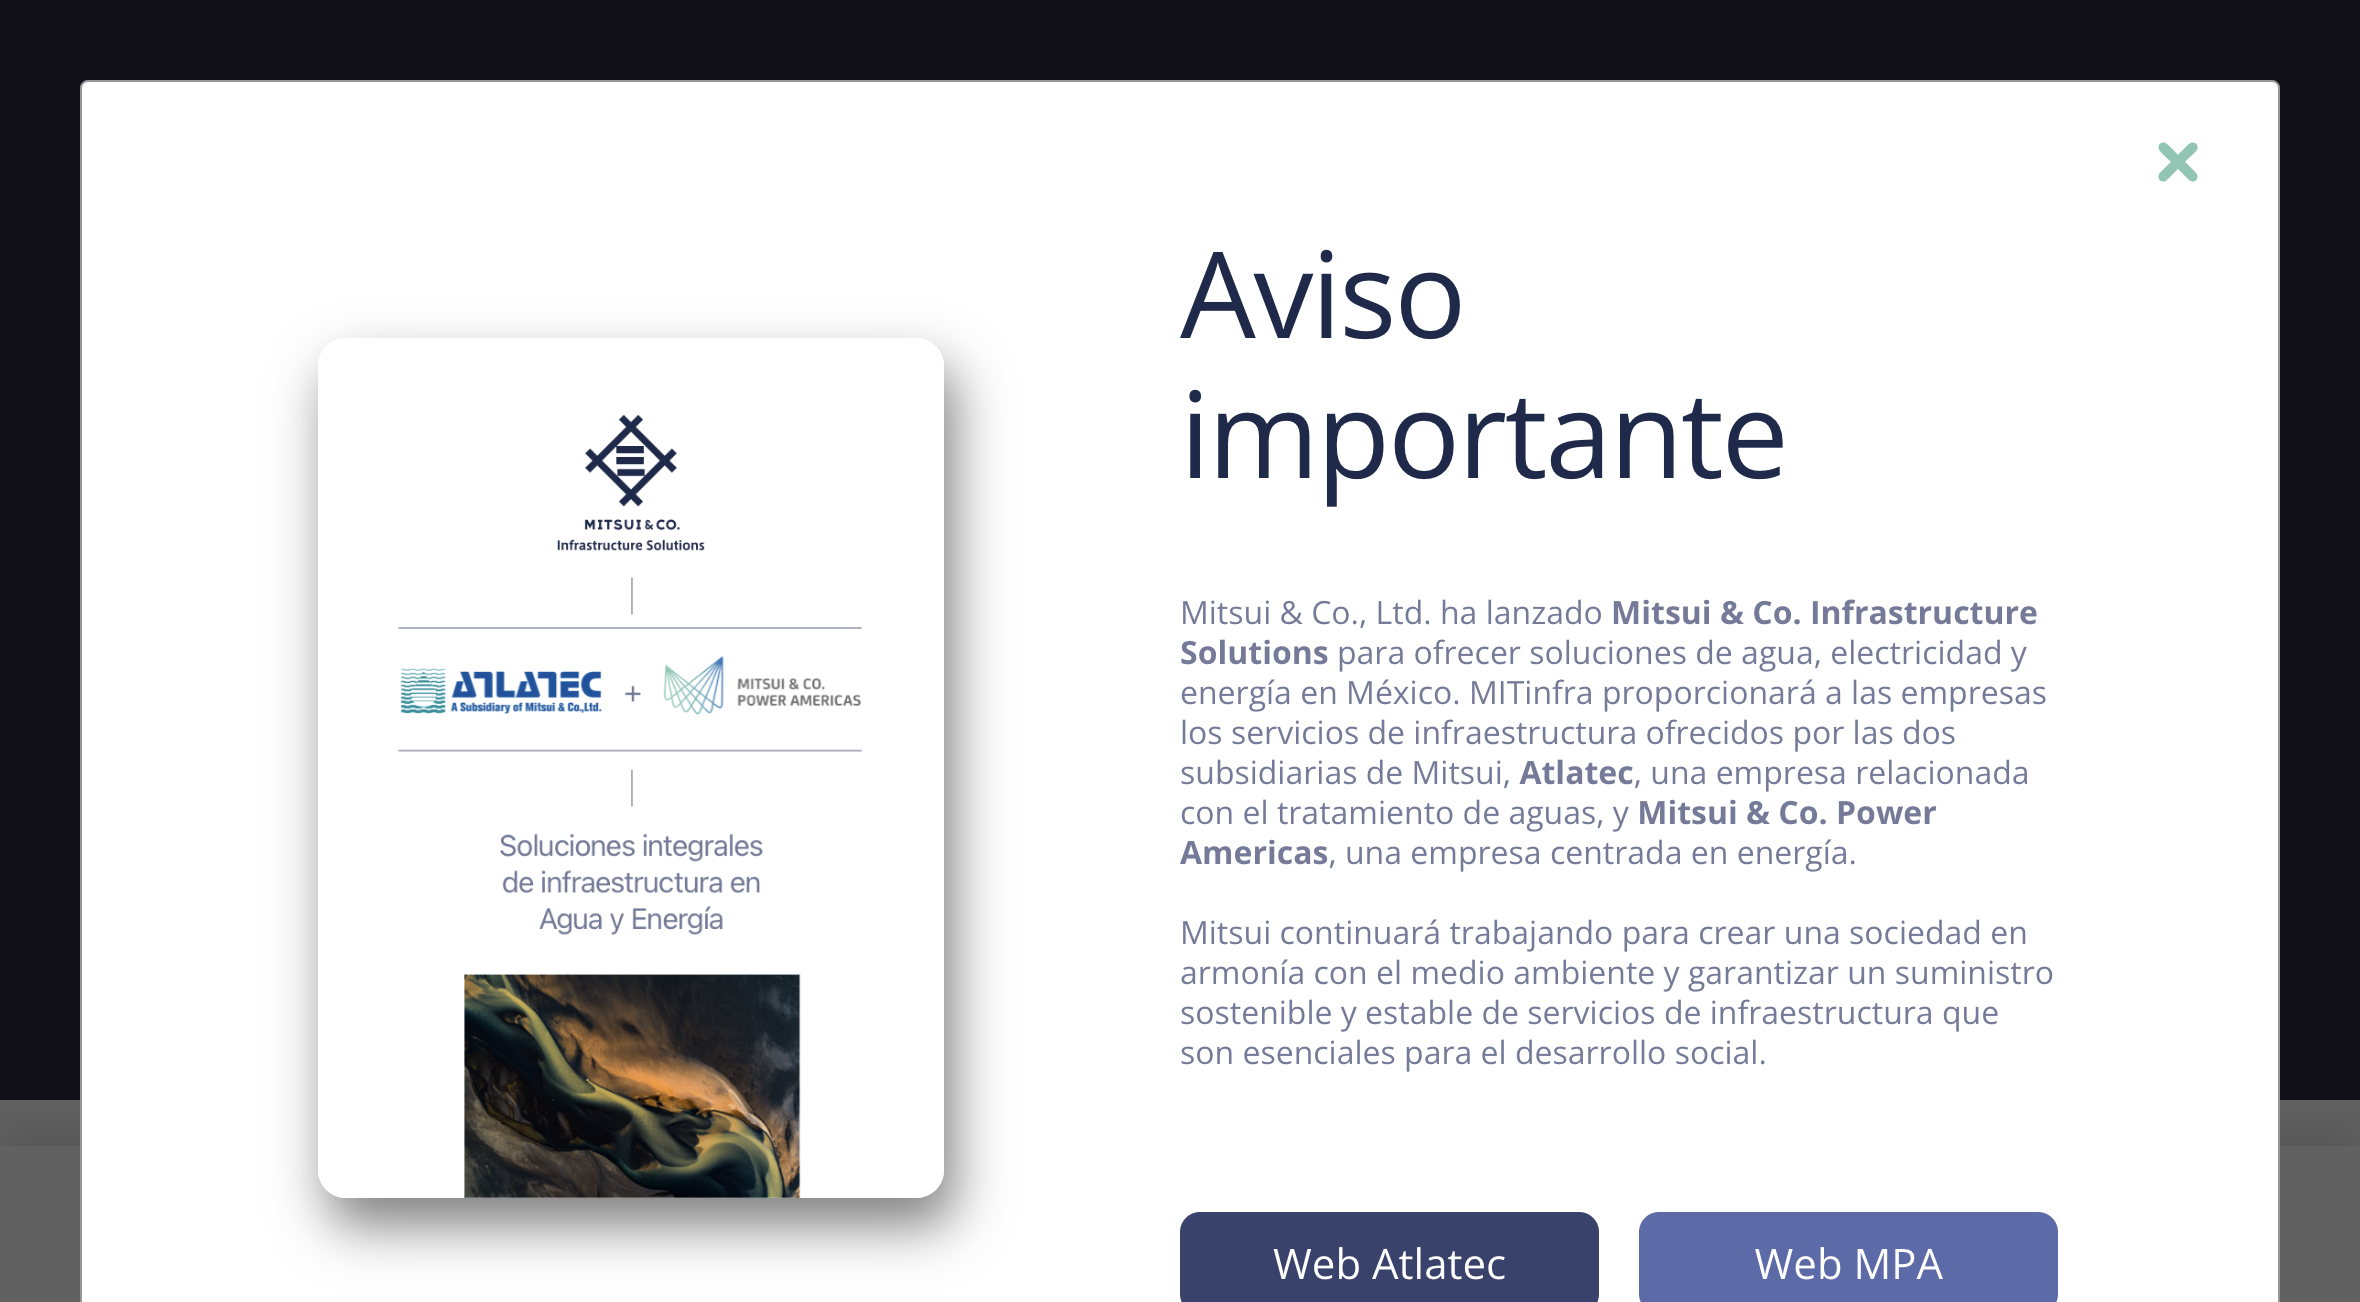 MITSUI & CO.
Infrastructure Solutions
ATLATEC
A Subsidiary of Mitsui & Co.,Ltd.
+
MITSUI & CO.
POWER AMERICAS
Soluciones integrales
de infraestructura en
Agua y Energía
Aviso
importante
Mitsui & Co., Ltd. ha lanzado Mitsui & Co. Infrastructure
Solutions para ofrecer soluciones de agua, electricidad y
energía en México. MITinfra proporcionará a las empresas
los servicios de infraestructura ofrecidos por las dos
subsidiarias de Mitsui, Atlatec, una empresa relacionada
con el tratamiento de aguas, y Mitsui & Co. Power
Americas, una empresa centrada en energía.
Mitsui continuará trabajando para crear una sociedad en
armonía con el medio ambiente y garantizar un suministro
sostenible y estable de servicios de infraestructura que
son esenciales para el desarrollo social.
Web Atlatec
Web MPA